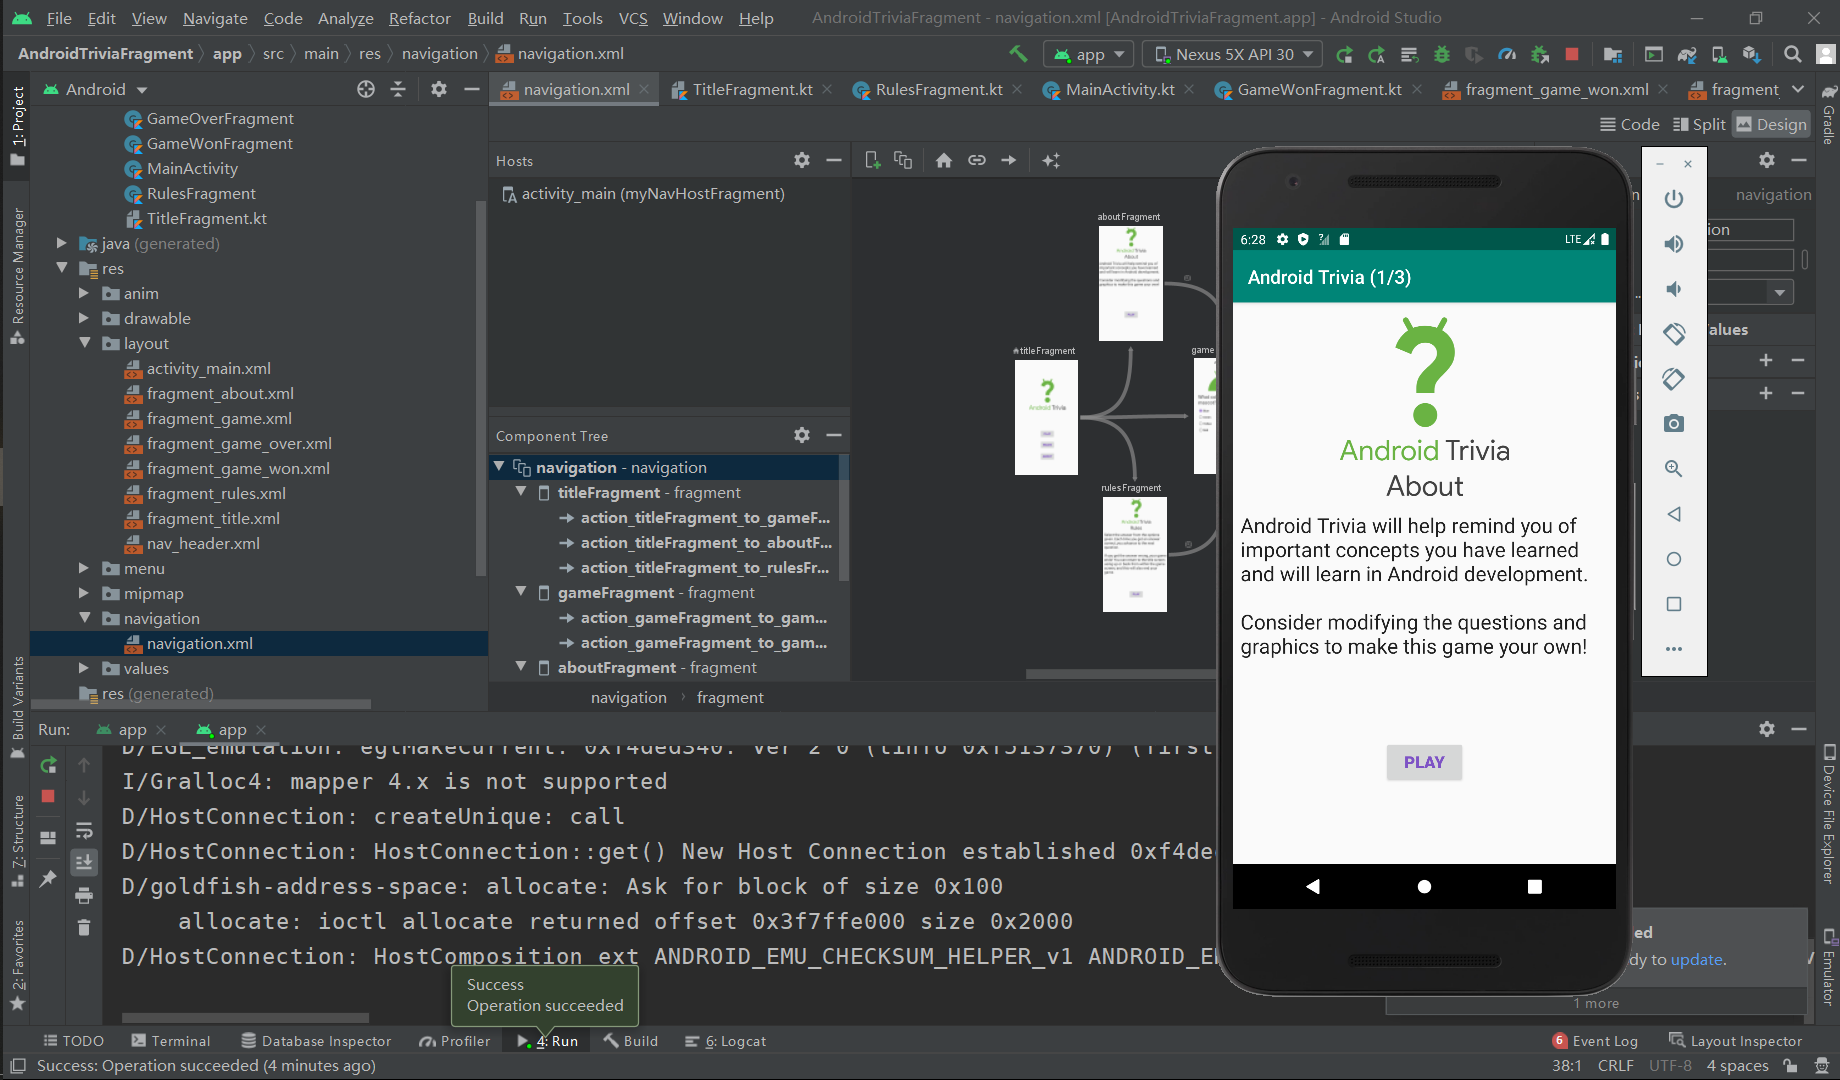 File Edit View Navigate Code Analyze Refactor Build Run Tools VCS Window Help AndroidTriviaFragment - navigation.xml [AndroidTriviaFragment.app] - Android Studio
AndroidTriviaFragment app src main res navigation navigation.xml app Nexus 5X API 30
1: Project
Resource Manager
Build Variants
7: Structure
2: Favorites
Android
GameOverFragment
GameWonFragment
MainActivity
RulesFragment
TitleFragment.kt
java (generated)
res
anim
drawable
layout
activity_main.xml
fragment_about.xml
fragment_game.xml
fragment_game_over.xml
fragment_game_won.xml
fragment_rules.xml
fragment_title.xml
nav_header.xml
menu
mipmap
navigation
navigation.xml
values
res (generated)
navigation.xml TitleFragment.kt RulesFragment.kt MainActivity.kt GameWonFragment.kt fragment_game_won.xml fragment
Code Split Design
Hosts
activity_main (myNavHostFragment)
Component Tree
navigation - navigation
titleFragment - fragment
action_titleFragment_to_gameF...
action_titleFragment_to_aboutF...
action_titleFragment_to_rulesFr...
gameFragment - fragment
action_gameFragment_to_gam...
action_gameFragment_to_gam...
aboutFragment - fragment
navigation fragment
aboutFragment
Android Trivia
About
titleFragment
Android Trivia
game
rulesFragment
navigation
ion
alues
6:28 LTE
Android Trivia (1/3)
Android Trivia
About
Android Trivia will help remind you of
important concepts you have learned
and will learn in Android development.
Consider modifying the questions and
graphics to make this game your own!
PLAY
Gradle
Device File Explorer
Emulator
Run: app app
D/EGL_emulation: eglMakeCurrent: 0xf4ded340: ver 2 0 (tinfo 0xf5137370) (first
I/Gralloc4: mapper 4.x is not supported
D/HostConnection: createUnique: call
D/HostConnection: HostConnection::get() New Host Connection established 0xf4de
D/goldfish-address-space: allocate: Ask for block of size 0x100
allocate: ioctl allocate returned offset 0x3f7ffe000 size 0x2000
D/HostConnection: HostComposition ext ANDROID_EMU_CHECKSUM_HELPER_v1 ANDROID_E
Success
Operation succeeded
ed
dy to update.
1 more
TODO Terminal Database Inspector Profiler 4: Run Build 6: Logcat 6 Event Log Layout Inspector
Success: Operation succeeded (4 minutes ago) 38:1 CRLF UTF-8 4 spaces